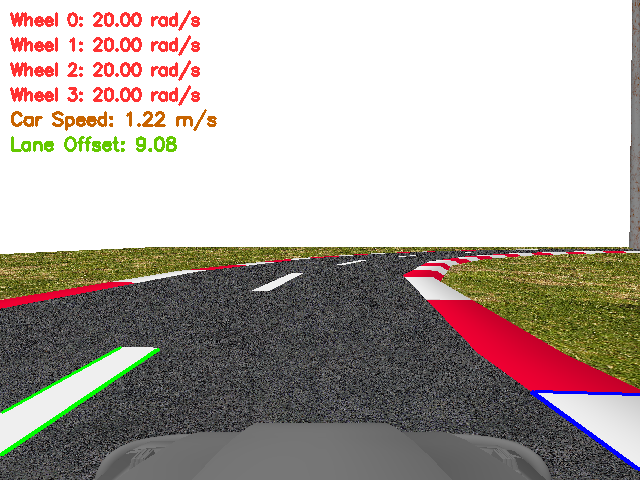 Wheel 0: 20.00 rad/s
Wheel 1: 20.00 rad/s
Wheel 2: 20.00 rad/s
Wheel 3: 20.00 rad/s
Car Speed: 1.22 m/s
Lane Offset: 9.08